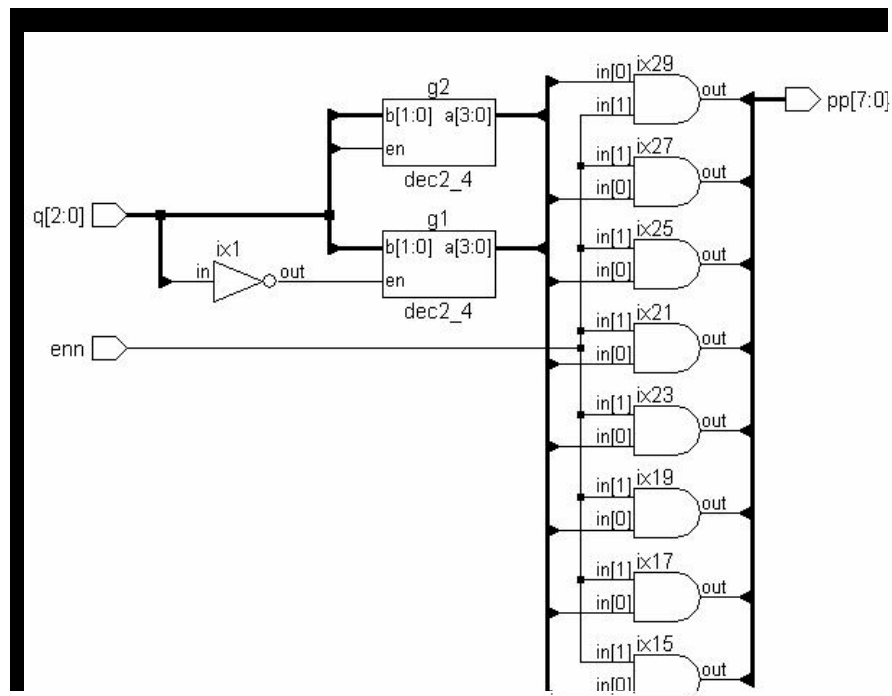 ix29
in[0]
in[1]
out
pp[7:0]
g2
b[1:0] a[3:0]
en
dec2_4
ix27
in[1]
in[0]
out
q[2:0]
g1
b[1:0] a[3:0]
en
dec2_4
ix1
in
out
ix25
in[1]
in[0]
out
enn
ix21
in[1]
in[0]
out
ix23
in[1]
in[0]
out
ix19
in[1]
in[0]
out
ix17
in[1]
in[0]
out
ix15
in[1]
in[0]
out